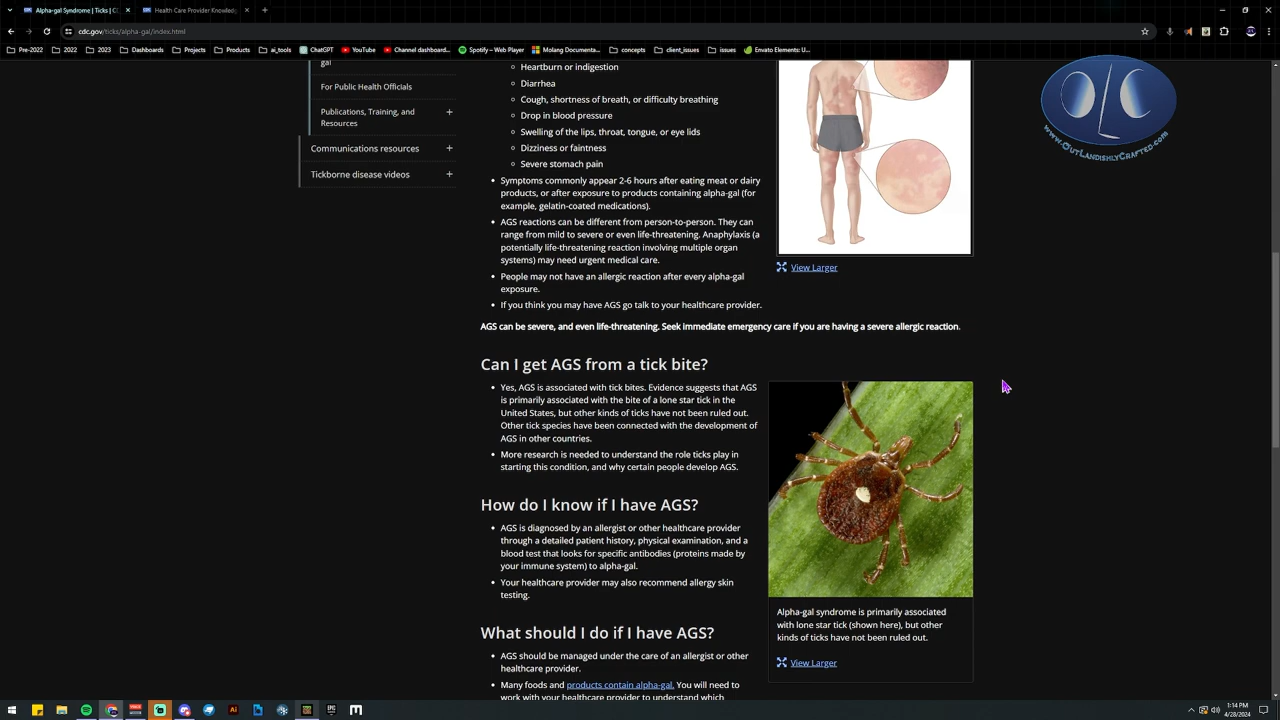 Alpha-gal Syndrome | Ticks | C
Health Care Provider Knowled
cdc.gov/ticks/alpha-gal/index.html
Pre-2022
2022
2023
Dashboards
Projects
Products
ai_tools
ChatGPT
YouTube
Channel dashboard...
Spotify – Web Player
Molang Documenta...
concepts
client_issues
issues
Envato Elements: U...
gal
For Public Health Officials
Publications, Training, and
Resources
Communications resources
Tickborne disease videos
Heartburn or indigestion
Diarrhea
Cough, shortness of breath, or difficulty breathing
Drop in blood pressure
Swelling of the lips, throat, tongue, or eye lids
Dizziness or faintness
Severe stomach pain
Symptoms commonly appear 2-6 hours after eating meat or dairy
products, or after exposure to products containing alpha-gal (for
example, gelatin-coated medications).
AGS reactions can be different from person-to-person. They can
range from mild to severe or even life-threatening. Anaphylaxis (a
potentially life-threatening reaction involving multiple organ
systems) may need urgent medical care.
People may not have an allergic reaction after every alpha-gal
exposure.
If you think you may have AGS go talk to your healthcare provider.
View Larger
AGS can be severe, and even life-threatening. Seek immediate emergency care if you are having a severe allergic reaction.
Can I get AGS from a tick bite?
Yes, AGS is associated with tick bites. Evidence suggests that AGS
is primarily associated with the bite of a lone star tick in the
United States, but other kinds of ticks have not been ruled out.
Other tick species have been connected with the development of
AGS in other countries.
More research is needed to understand the role ticks play in
starting this condition, and why certain people develop AGS.
How do I know if I have AGS?
AGS is diagnosed by an allergist or other healthcare provider
through a detailed patient history, physical examination, and a
blood test that looks for specific antibodies (proteins made by
your immune system) to alpha-gal.
Your healthcare provider may also recommend allergy skin
testing.
Alpha-gal syndrome is primarily associated
with lone star tick (shown here), but other
kinds of ticks have not been ruled out.
View Larger
What should I do if I have AGS?
AGS should be managed under the care of an allergist or other
healthcare provider.
Many foods and products contain alpha-gal. You will need to
work with your healthcare provider to understand which
OLC
www.OutLandishlyCrafted.com
1:14 PM
4/28/2024